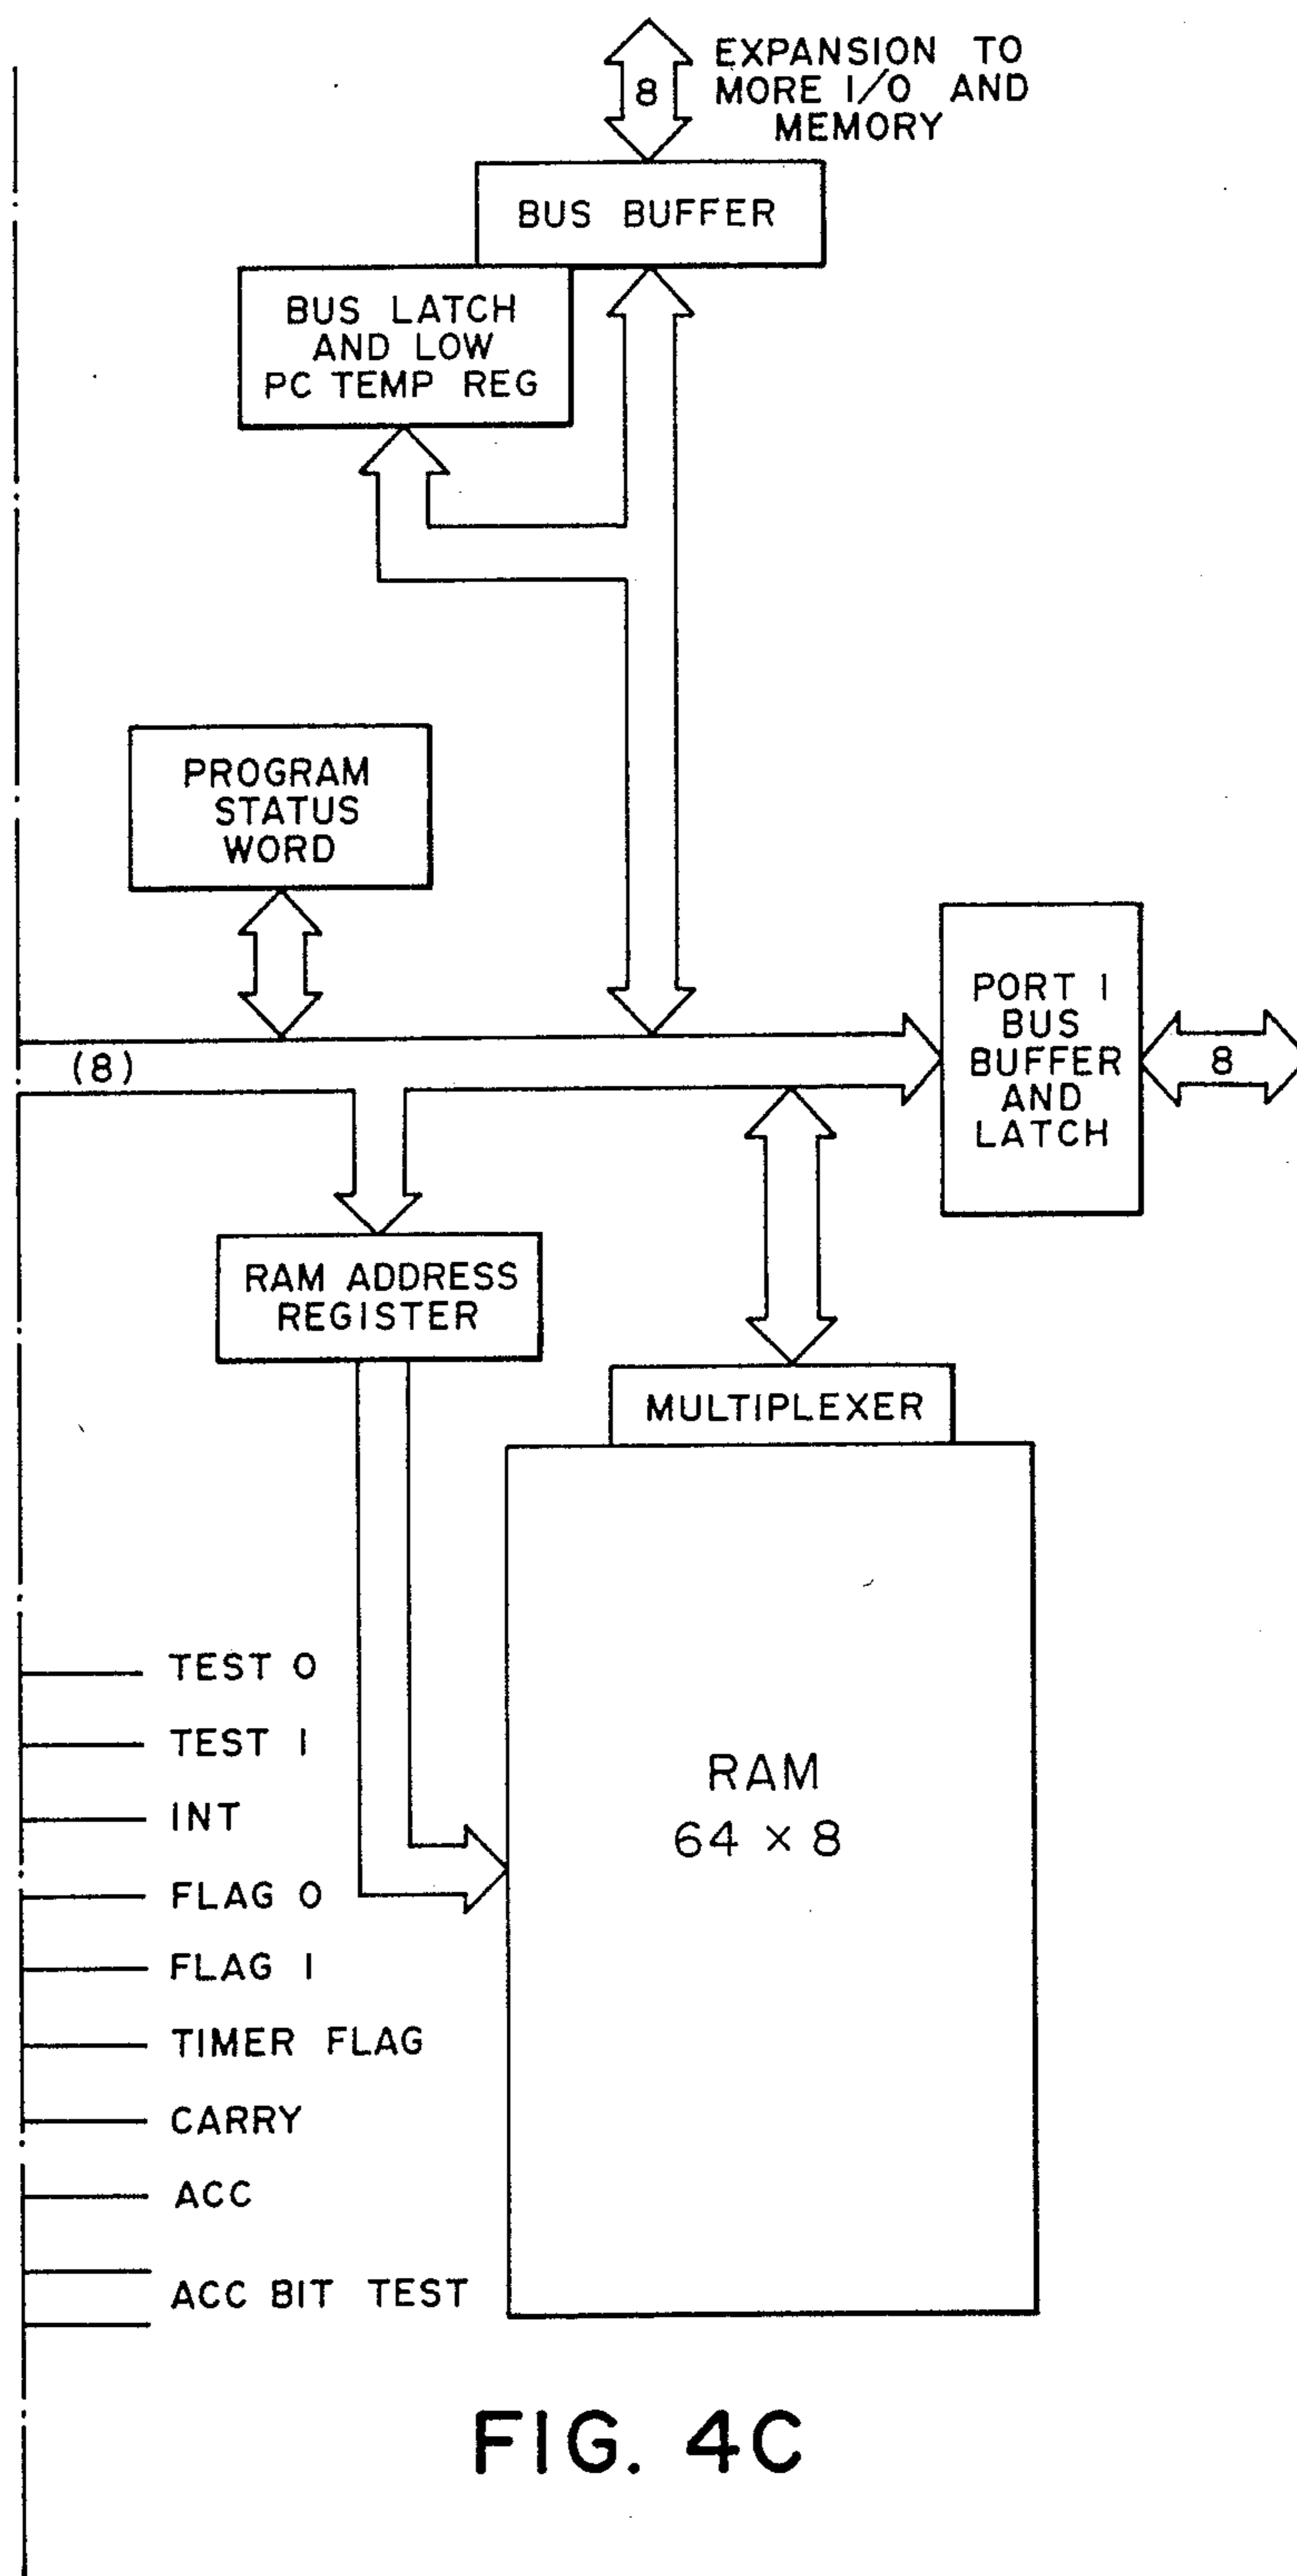 EXPANSION TO
8
MORE I/O AND
MEMORY
BUS BUFFER
BUS LATCH
AND LOW
PC TEMP REG
PROGRAM
STATUS
WORD
(8)
PORT 1
BUS
BUFFER
AND
LATCH
8
RAM ADDRESS
REGISTER
MULTIPLEXER
RAM
64 × 8
TEST 0
TEST 1
INT
FLAG 0
FLAG 1
TIMER FLAG
CARRY
ACC
ACC BIT TEST
FIG. 4C